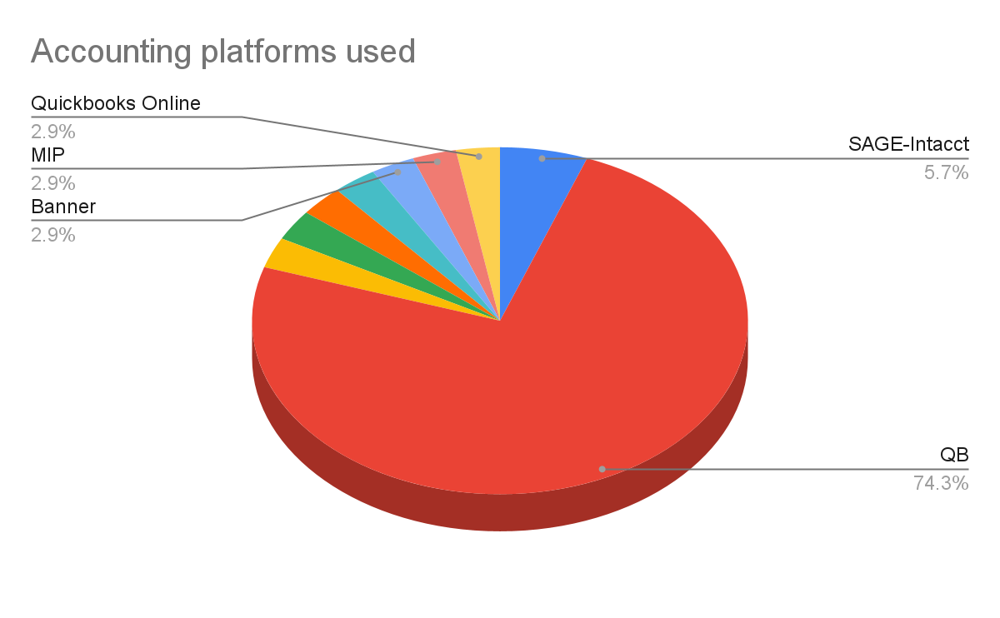 Accounting platforms used
Quickbooks Online
2.9%
MIP
2.9%
Banner
2.9%
SAGE-Intacct
5.7%
QB
74.3%